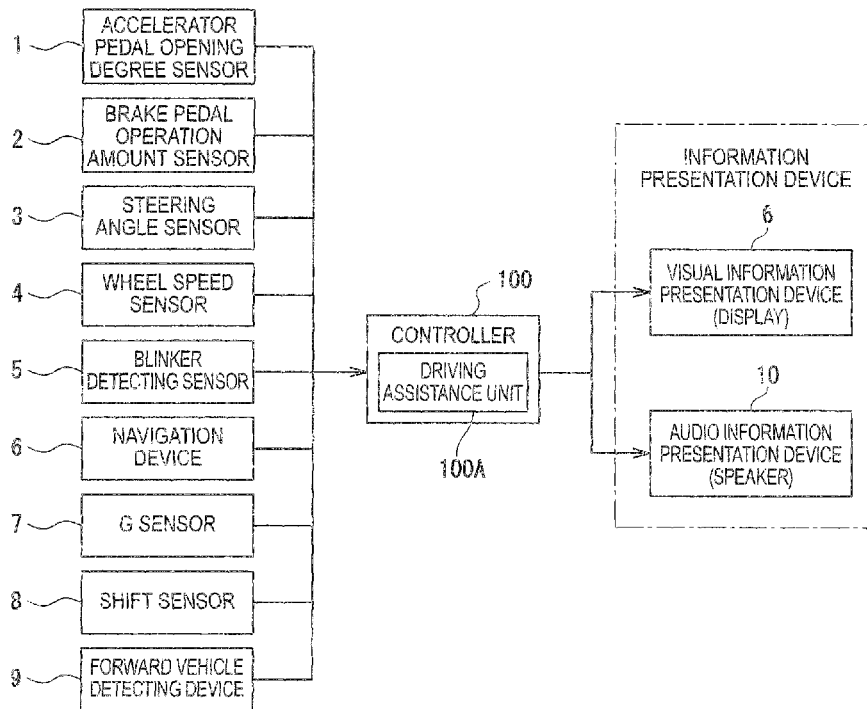 1
ACCELERATOR
PEDAL OPENING
DEGREE SENSOR
2
BRAKE PEDAL
OPERATION
AMOUNT SENSOR
3
STEERING
ANGLE SENSOR
4
WHEEL SPEED
SENSOR
5
BLINKER
DETECTING SENSOR
6
NAVIGATION
DEVICE
7
G SENSOR
8
SHIFT SENSOR
9
FORWARD VEHICLE
DETECTING DEVICE
100
CONTROLLER
DRIVING
ASSISTANCE UNIT
100A
INFORMATION
PRESENTATION DEVICE
6
VISUAL INFORMATION
PRESENTATION DEVICE
(DISPLAY)
10
AUDIO INFORMATION
PRESENTATION DEVICE
(SPEAKER)